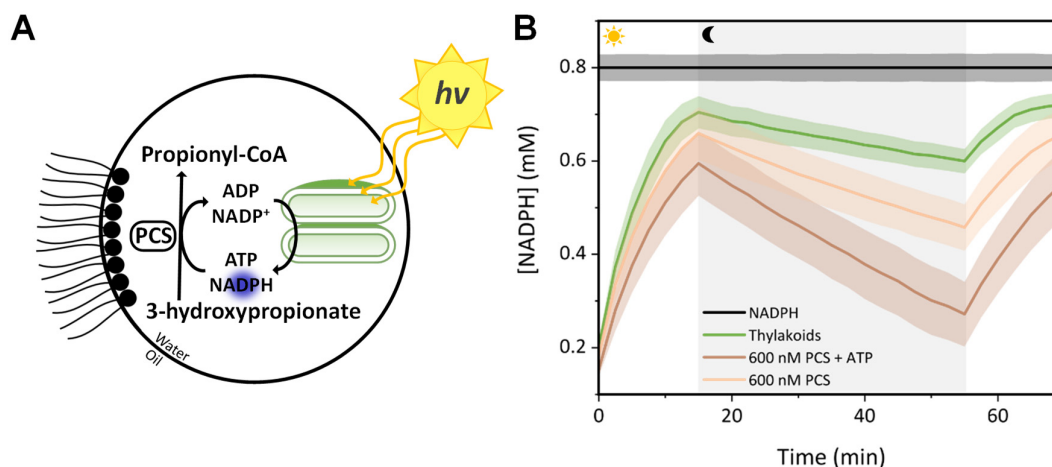 A
hν
Propionyl-CoA
ADP
NADP⁺
PCS
ATP
NADPH
3-hydroxypropionate
Water
Oil
B
[NADPH] (mM)
0.8
0.6
0.4
0.2
NADPH
Thylakoids
600 nM PCS + ATP
600 nM PCS
0 20 40 60
Time (min)